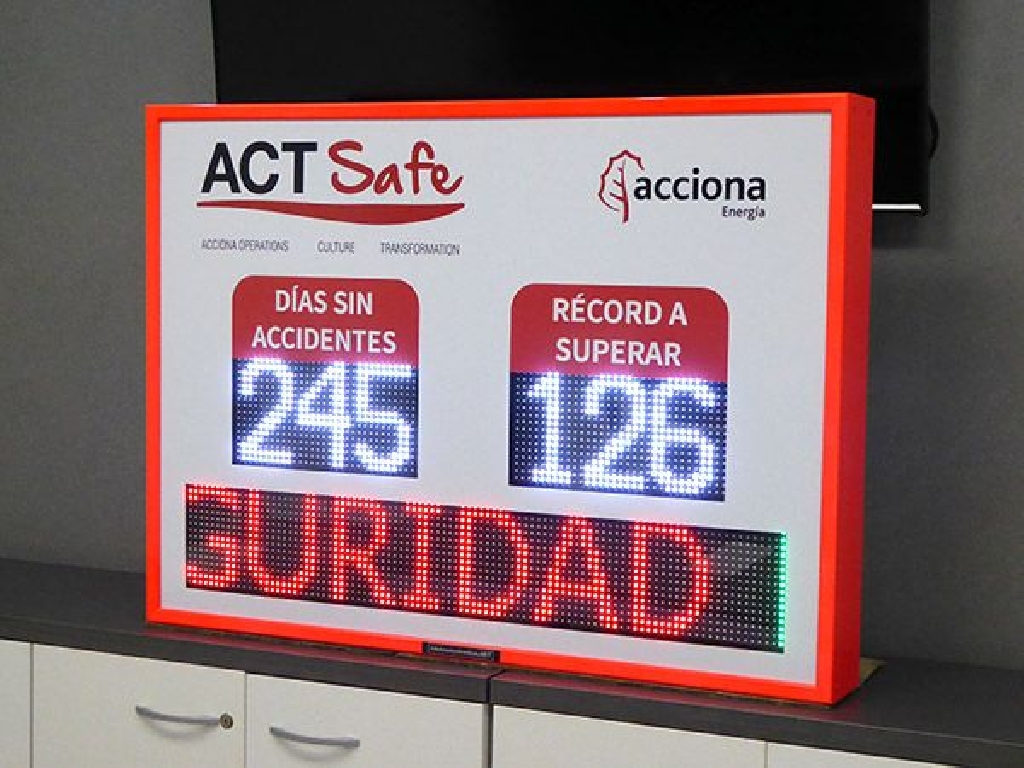 ACT Safe
acciona
Energía
ACCIONA OPERATIONS CULTURE TRANSFORMATION
DÍAS SIN
ACCIDENTES
245
RÉCORD A
SUPERAR
126
GURIDAD